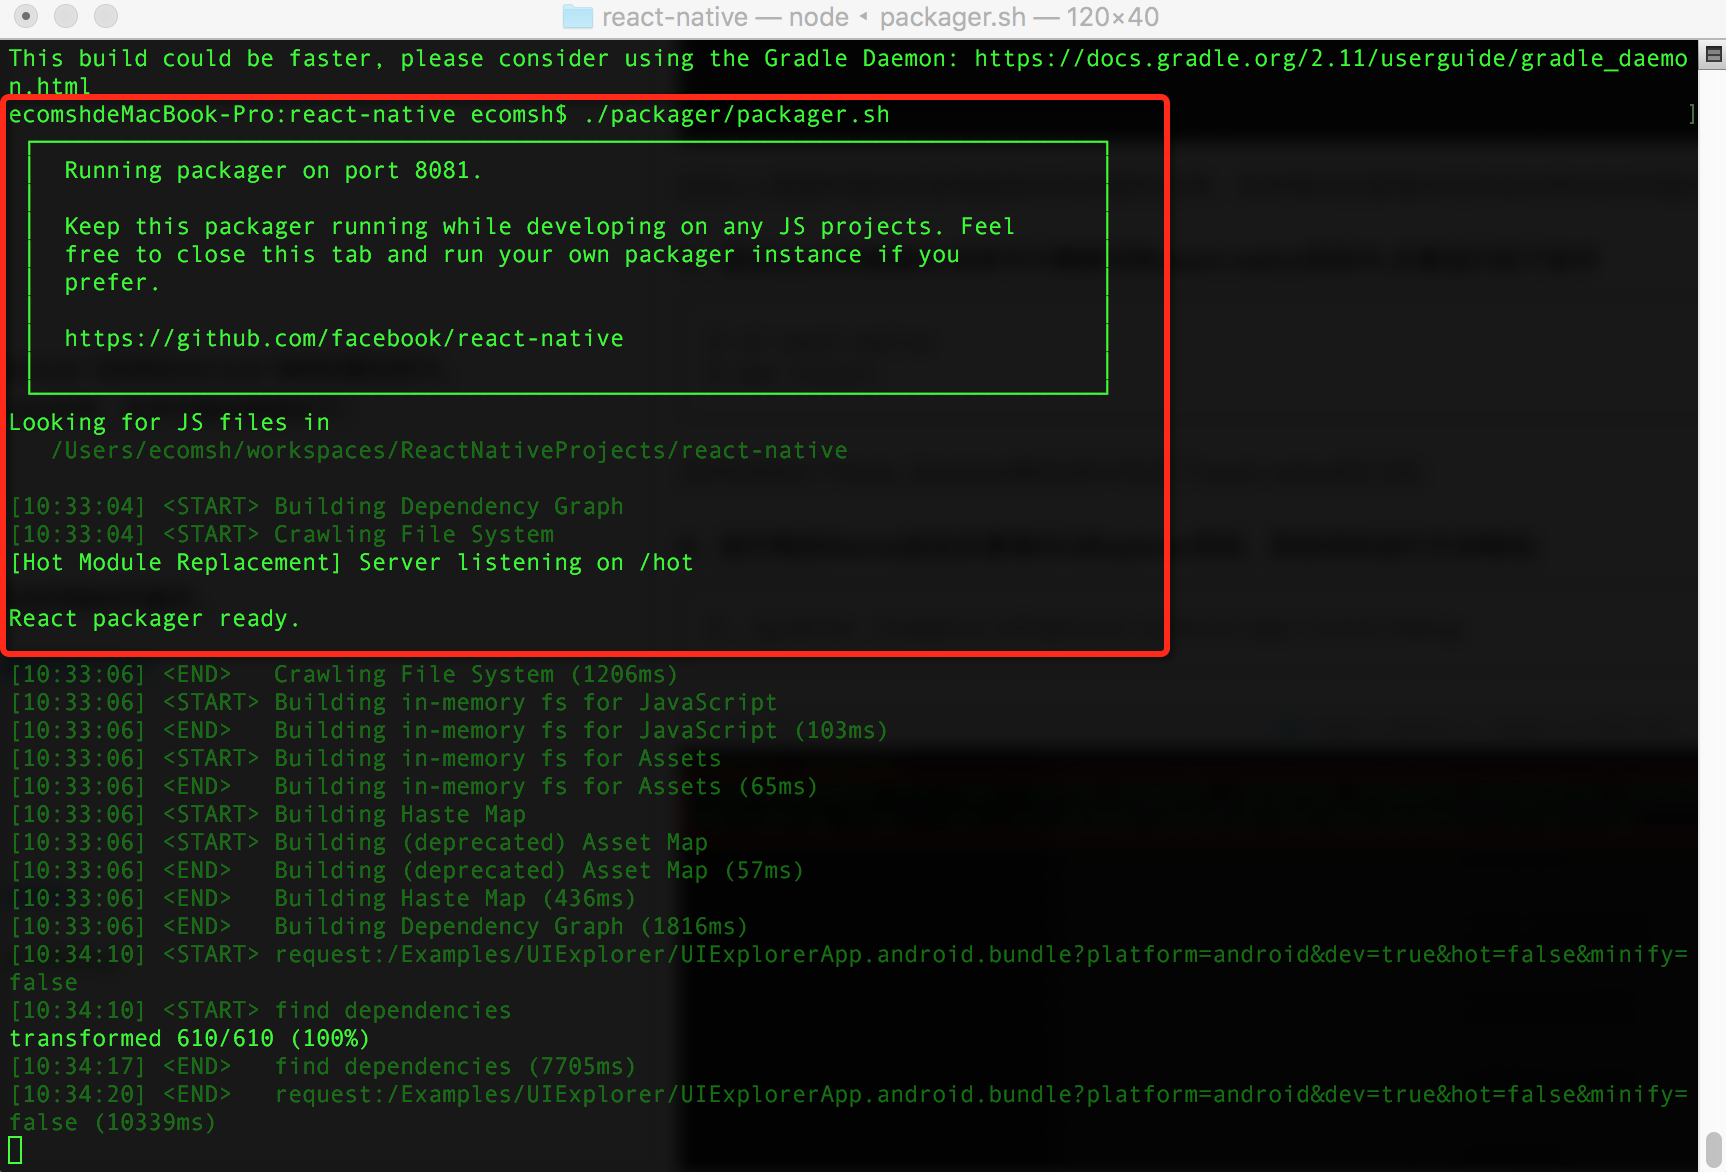 react-native — node ◂ packager.sh — 120×40
This build could be faster, please consider using the Gradle Daemon: https://docs.gradle.org/2.11/userguide/gradle_daemo
n.html
ecomshdeMacBook-Pro:react-native ecomsh$ ./packager/packager.sh ]
Running packager on port 8081.
Keep this packager running while developing on any JS projects. Feel
free to close this tab and run your own packager instance if you
prefer.
https://github.com/facebook/react-native
Looking for JS files in
/Users/ecomsh/workspaces/ReactNativeProjects/react-native
[10:33:04] <START> Building Dependency Graph
[10:33:04] <START> Crawling File System
[Hot Module Replacement] Server listening on /hot
React packager ready.
[10:33:06] <END>   Crawling File System (1206ms)
[10:33:06] <START> Building in-memory fs for JavaScript
[10:33:06] <END>   Building in-memory fs for JavaScript (103ms)
[10:33:06] <START> Building in-memory fs for Assets
[10:33:06] <END>   Building in-memory fs for Assets (65ms)
[10:33:06] <START> Building Haste Map
[10:33:06] <START> Building (deprecated) Asset Map
[10:33:06] <END>   Building (deprecated) Asset Map (57ms)
[10:33:06] <END>   Building Haste Map (436ms)
[10:33:06] <END>   Building Dependency Graph (1816ms)
[10:34:10] <START> request:/Examples/UIExplorer/UIExplorerApp.android.bundle?platform=android&dev=true&hot=false&minify=
false
[10:34:10] <START> find dependencies
transformed 610/610 (100%)
[10:34:17] <END>   find dependencies (7705ms)
[10:34:20] <END>   request:/Examples/UIExplorer/UIExplorerApp.android.bundle?platform=android&dev=true&hot=false&minify=
false (10339ms)